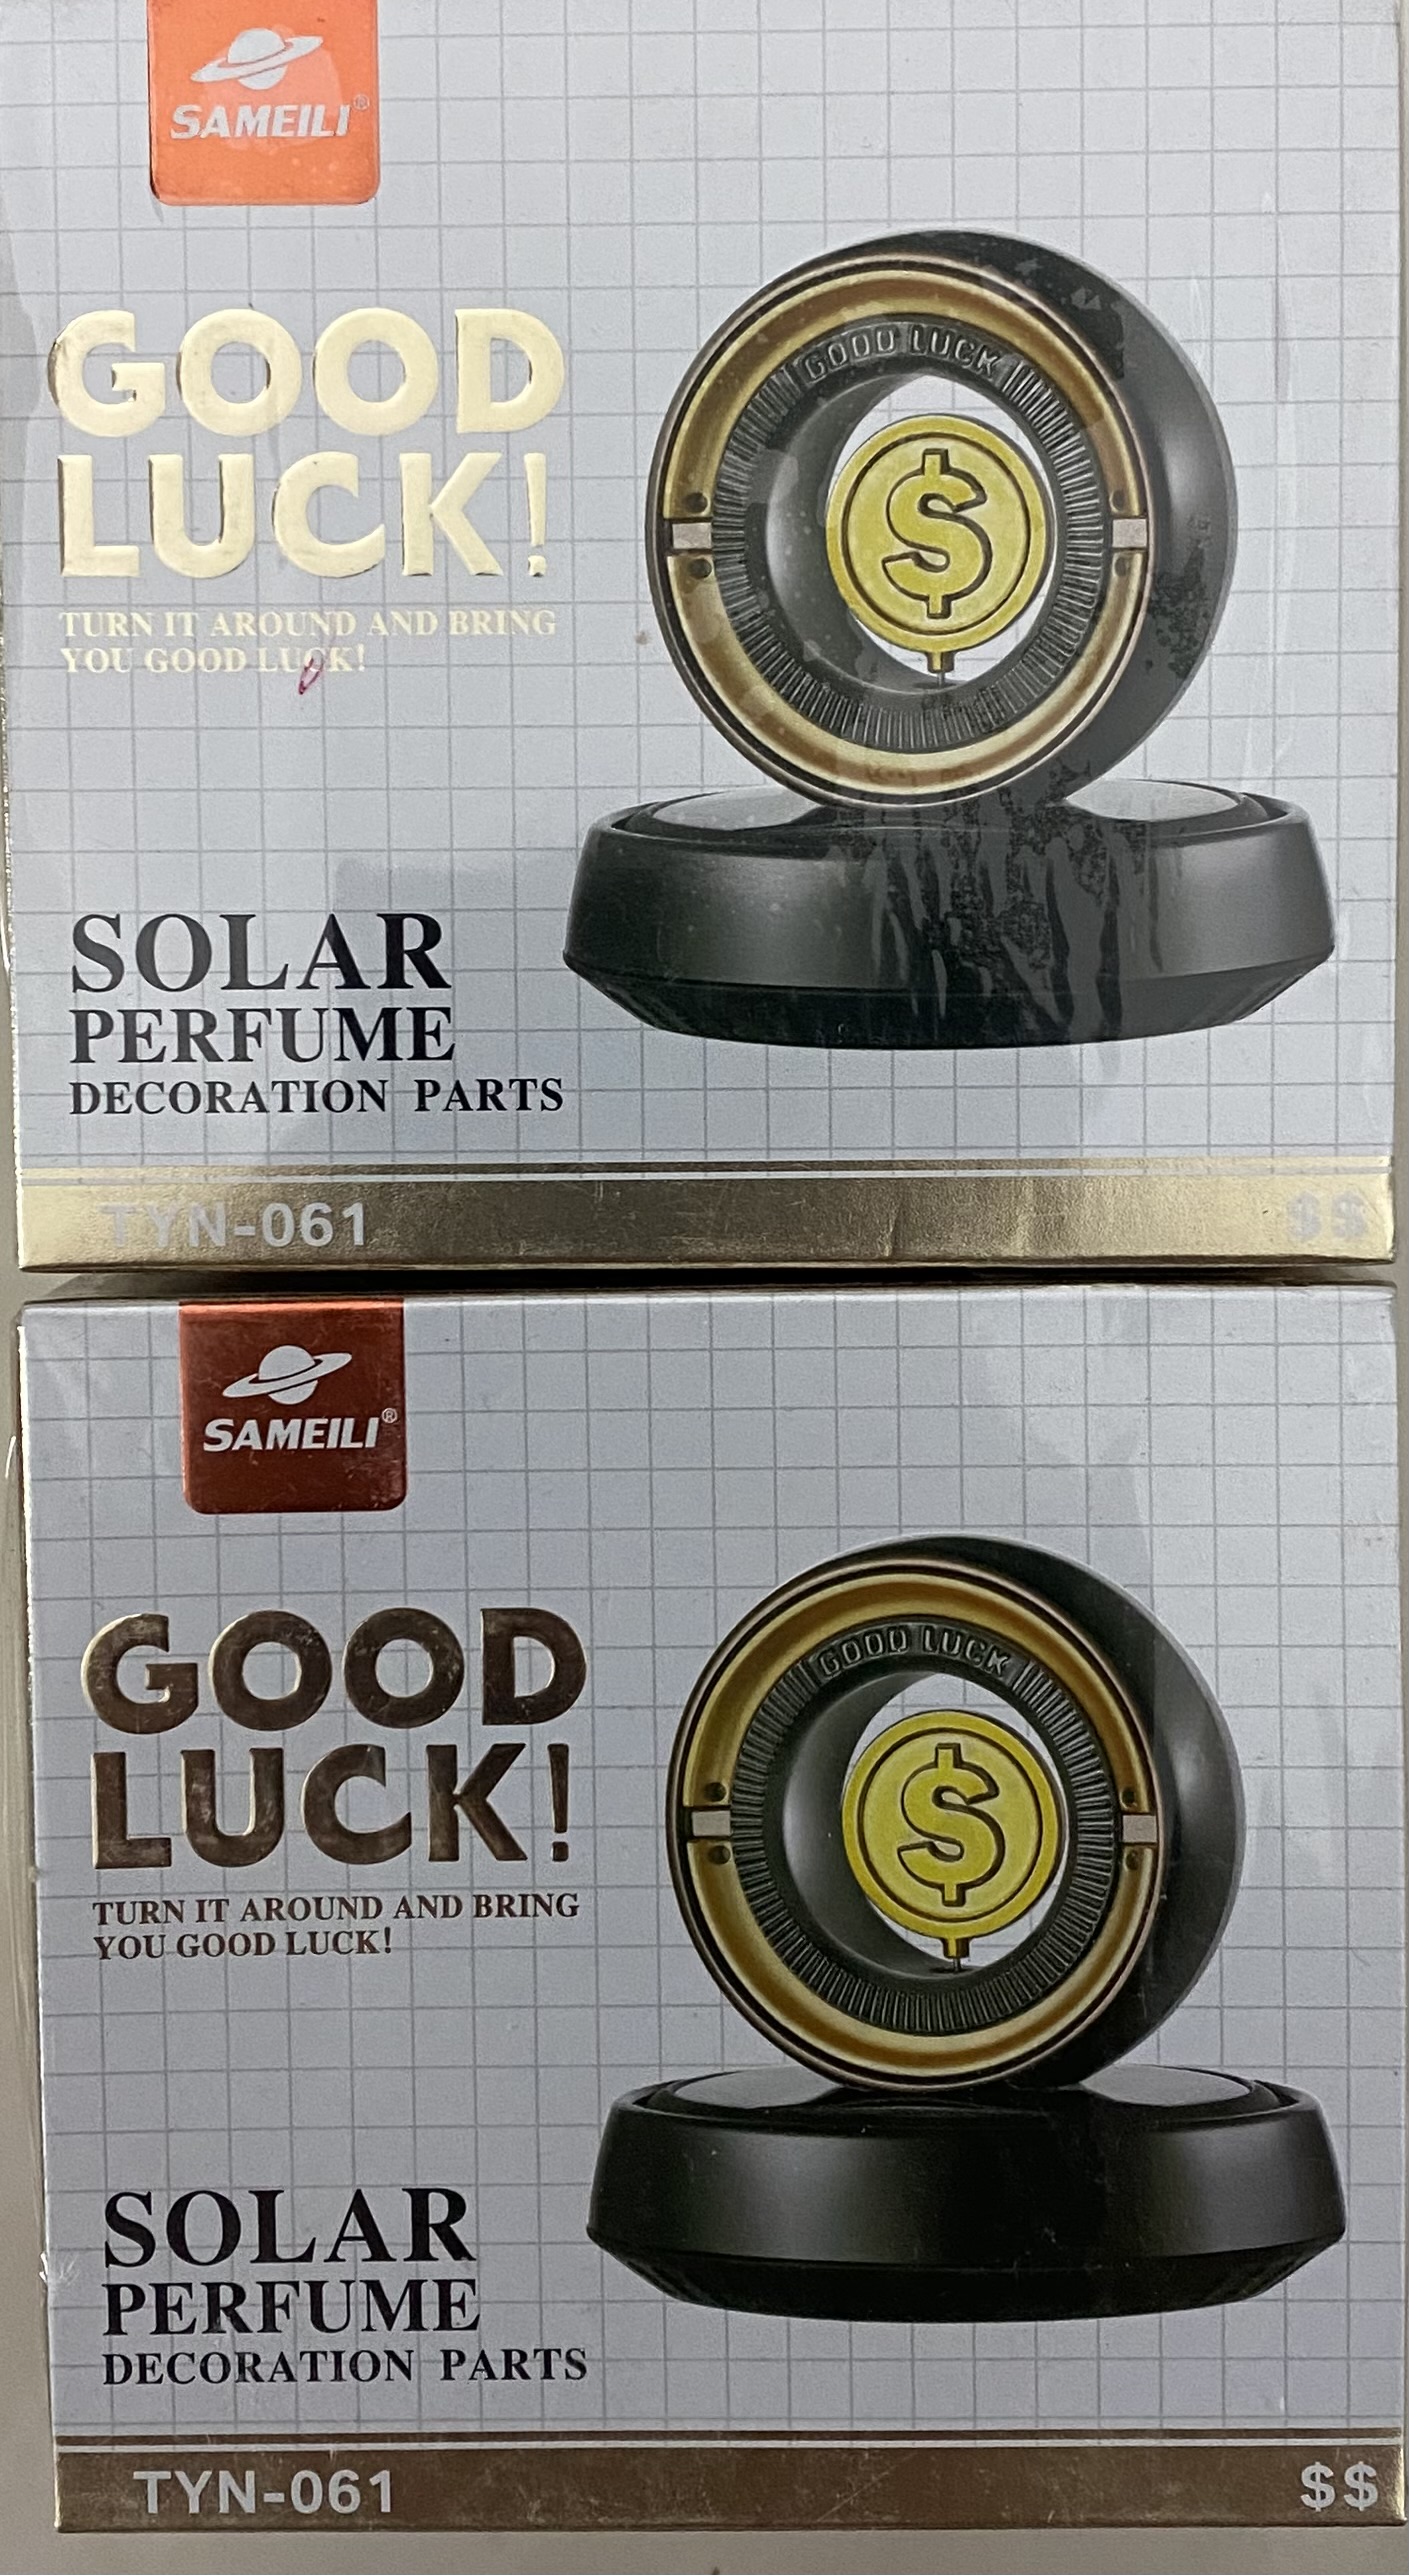 SAMEILI®
GOOD
LUCK!
TURN IT AROUND AND BRING
YOU GOOD LUCK!
GOOD LUCK
$
SOLAR
PERFUME
DECORATION PARTS
TYN-061
$$
SAMEILI®
GOOD
LUCK!
TURN IT AROUND AND BRING
YOU GOOD LUCK!
GOOD LUCK
$
SOLAR
PERFUME
DECORATION PARTS
TYN-061
$$